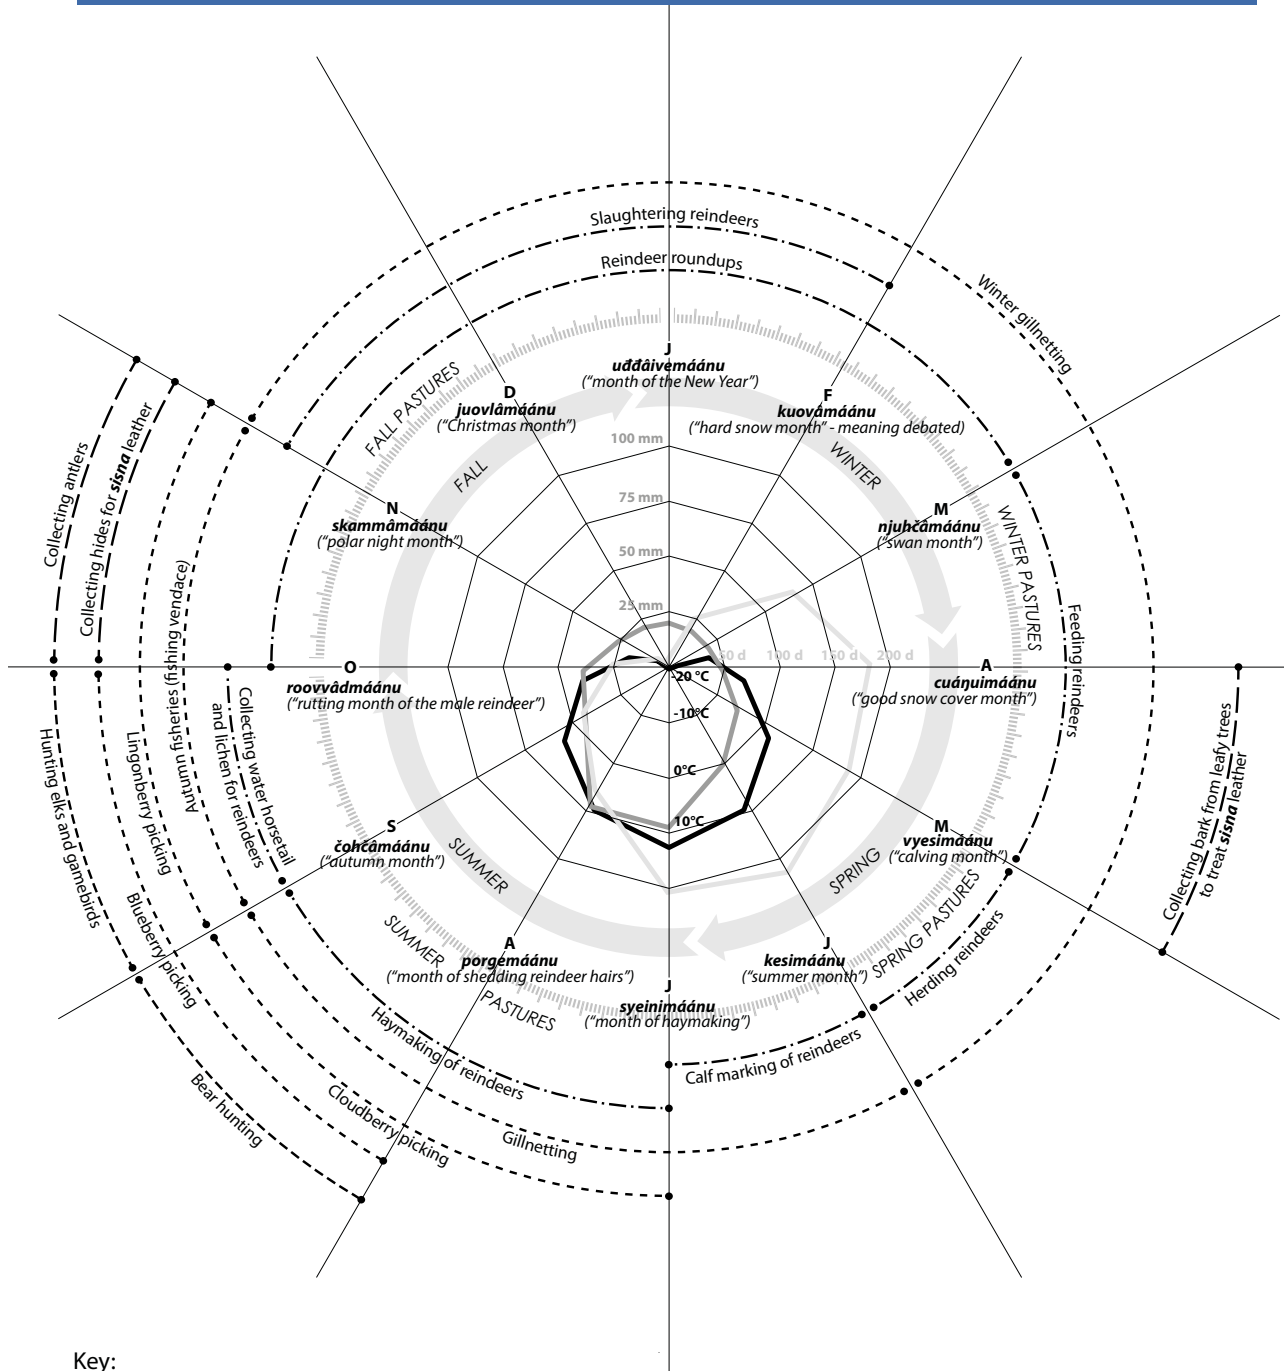 Slaughtering reindeers
Reindeer roundups
Winter gillnetting
J
uđđâivemáánu
("month of the New Year")
F
kuovâmáánu
("hard snow month" - meaning debated)
M
njuhčâmáánu
("swan month")
A
cuáŋuimáánu
("good snow cover month")
M
vyesimáánu
("calving month")
J
kesimáánu
("summer month")
J
syeinimáánu
("month of haymaking")
A
porgemáánu
("month of shedding reindeer hairs")
S
čohčâmáánu
("autumn month")
O
roovvâdmáánu
("rutting month of the male reindeer")
N
skammâmáánu
("polar night month")
D
juovlâmáánu
("Christmas month")
FALL PASTURES
FALL
WINTER
WINTER PASTURES
SPRING
SPRING PASTURES
SUMMER
SUMMER
PASTURES
100 mm
75 mm
50 mm
25 mm
50 d
100 d
150 d
200 d
-20 °C
-10°C
0°C
10°C
Feeding reindeers
Herding reindeers
Calf marking of reindeers
Collecting bark from leafy trees
to treat sisna leather
Collecting antlers
Collecting hides for sisna leather
Autumn fisheries (fishing vendace)
Collecting water horsetail
and lichen for reindeers
Lingonberry picking
Hunting elks and gamebirds
Blueberry picking
Haymaking of reindeers
Cloudberry picking
Gillnetting
Bear hunting
Key: